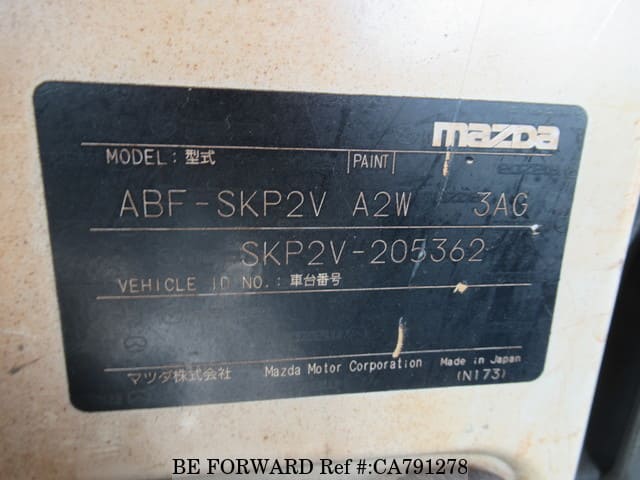 mazda
MODEL: 型式 PAINT
ABF-SKP2V A2W 3AG
SKP2V-205362
VEHICLE ID NO.: 車台番号
マツダ株式会社 Mazda Motor Corporation Made in Japan
(N173)
BE FORWARD Ref #:CA791278